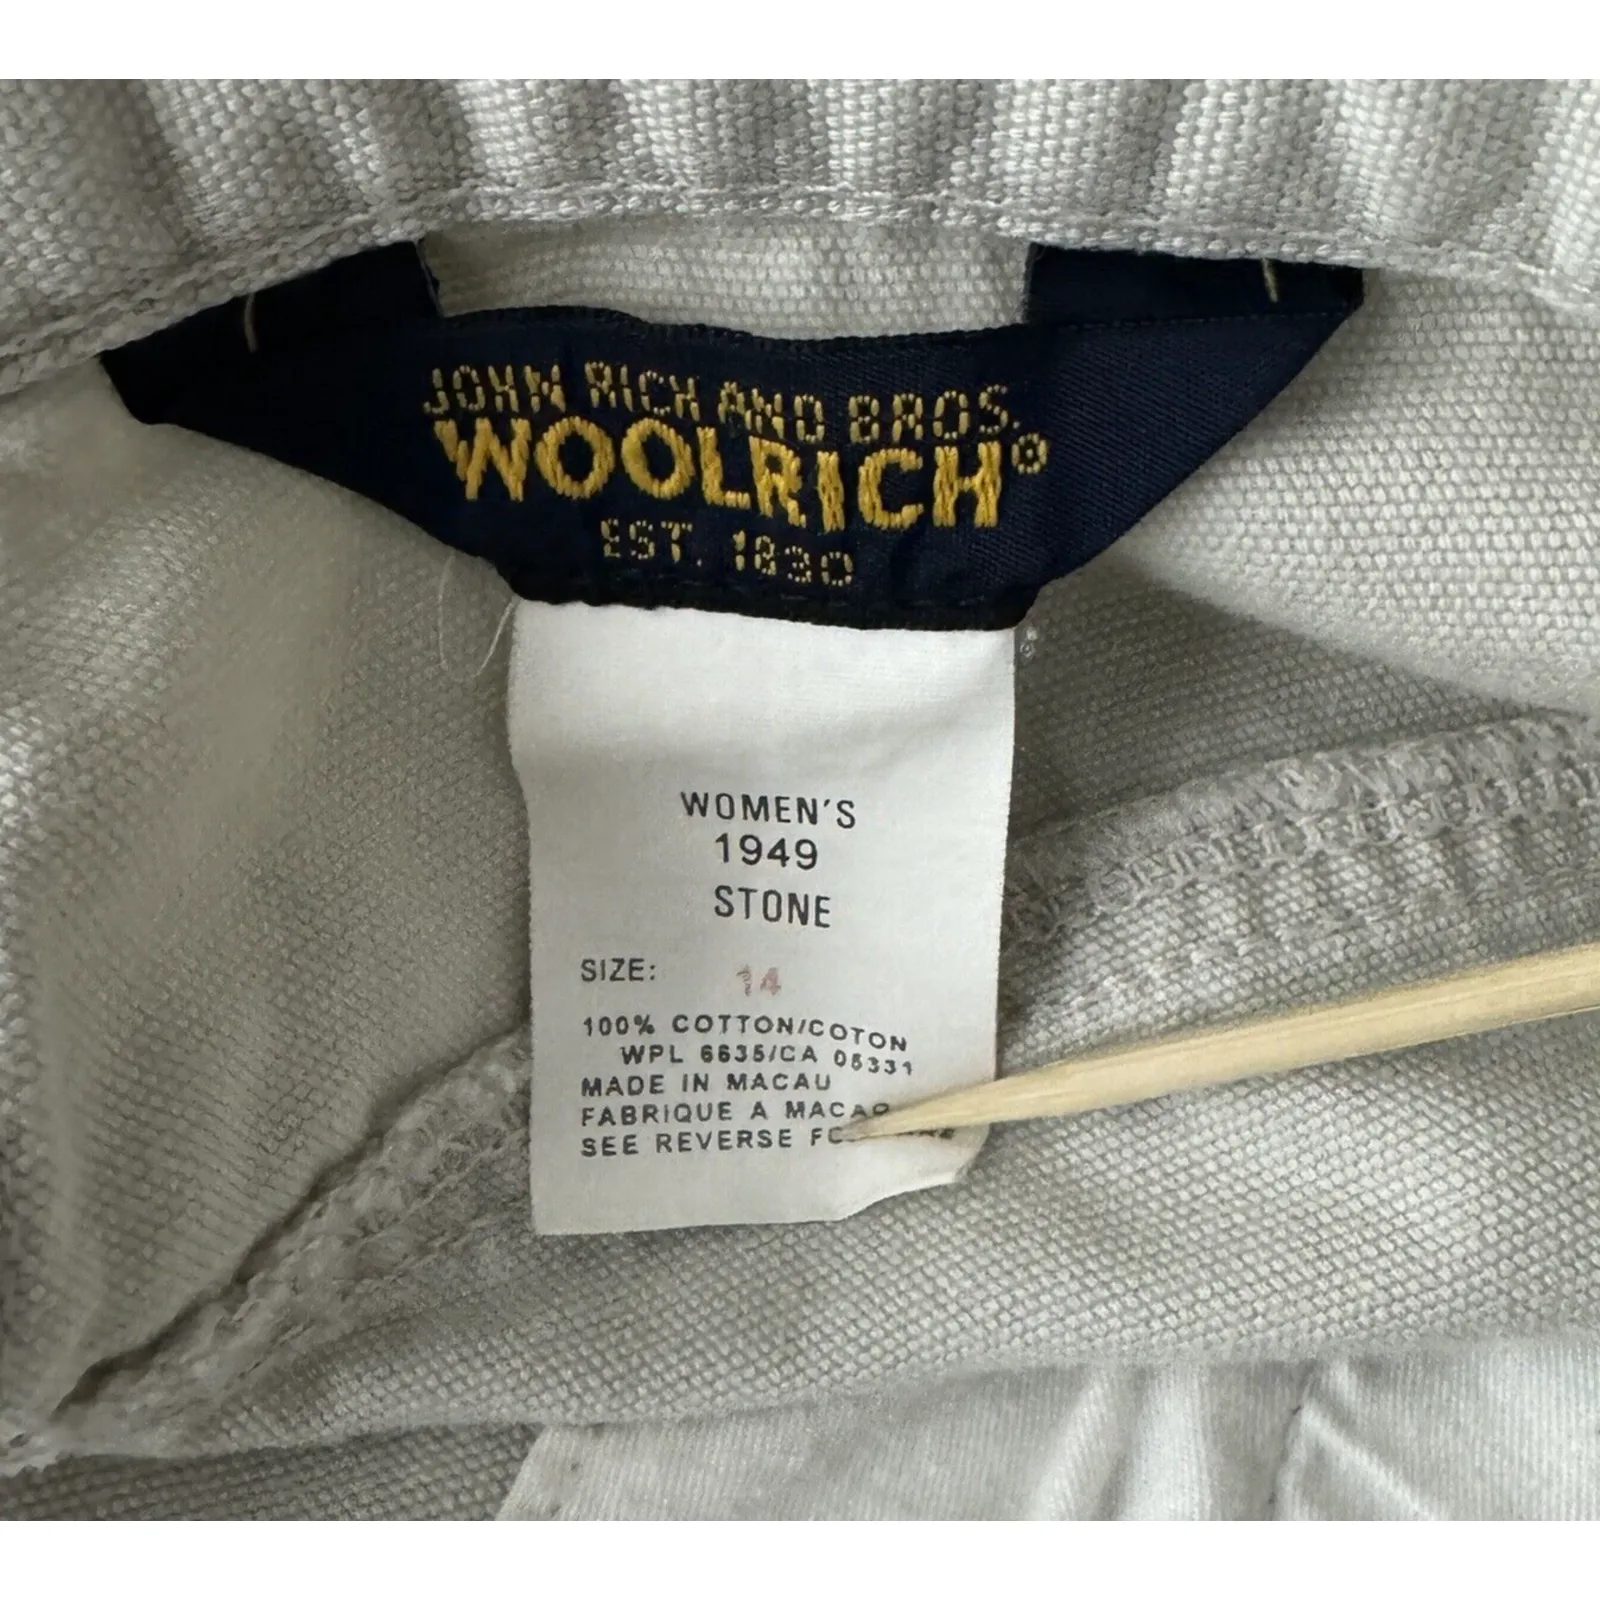 JOHN RICH AND BROS.
WOOLRICH®
EST. 1830
WOMEN'S
1949
STONE
SIZE: 14
100% COTTON/COTON
WPL 6635/CA 05331
MADE IN MACAU
FABRIQUE A MACAO
SEE REVERSE